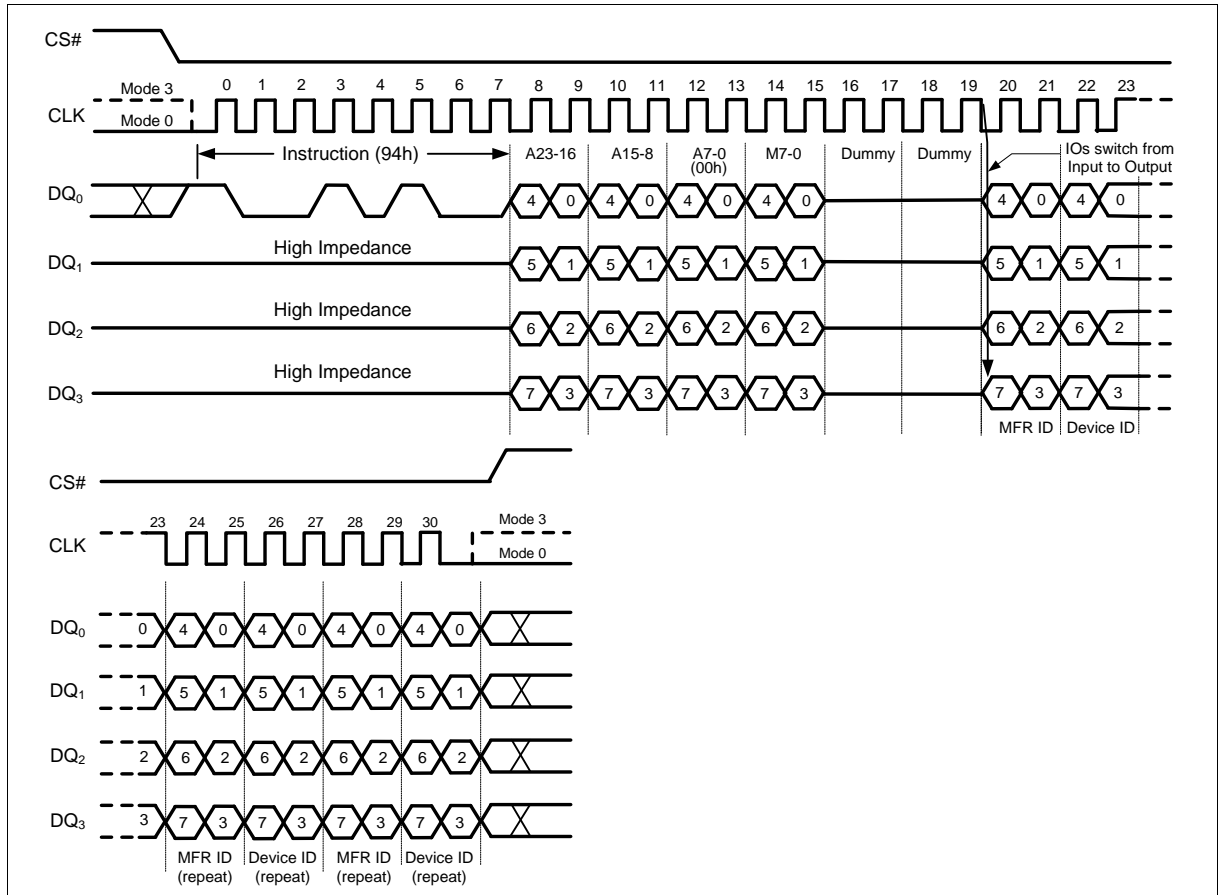 CS#
Mode 3
0 1 2 3 4 5 6 7 8 9 10 11 12 13 14 15 16 17 18 19 20 21 22 23
CLK
Mode 0
Instruction (94h) A23-16 A15-8 A7-0 (00h) M7-0 Dummy Dummy
IOs switch from
Input to Output
DQ0 4 0 4 0 4 0 4 0 4 0 4 0
High Impedance
DQ1 5 1 5 1 5 1 5 1 5 1 5 1
High Impedance
DQ2 6 2 6 2 6 2 6 2 6 2 6 2
High Impedance
DQ3 7 3 7 3 7 3 7 3 7 3 7 3
MFR ID Device ID
CS#
23 24 25 26 27 28 29 30 Mode 3
CLK
Mode 0
DQ0 0 4 0 4 0 4 0 4 0
DQ1 1 5 1 5 1 5 1 5 1
DQ2 2 6 2 6 2 6 2 6 2
DQ3 3 7 3 7 3 7 3 7 3
MFR ID Device ID MFR ID Device ID
(repeat) (repeat) (repeat) (repeat)